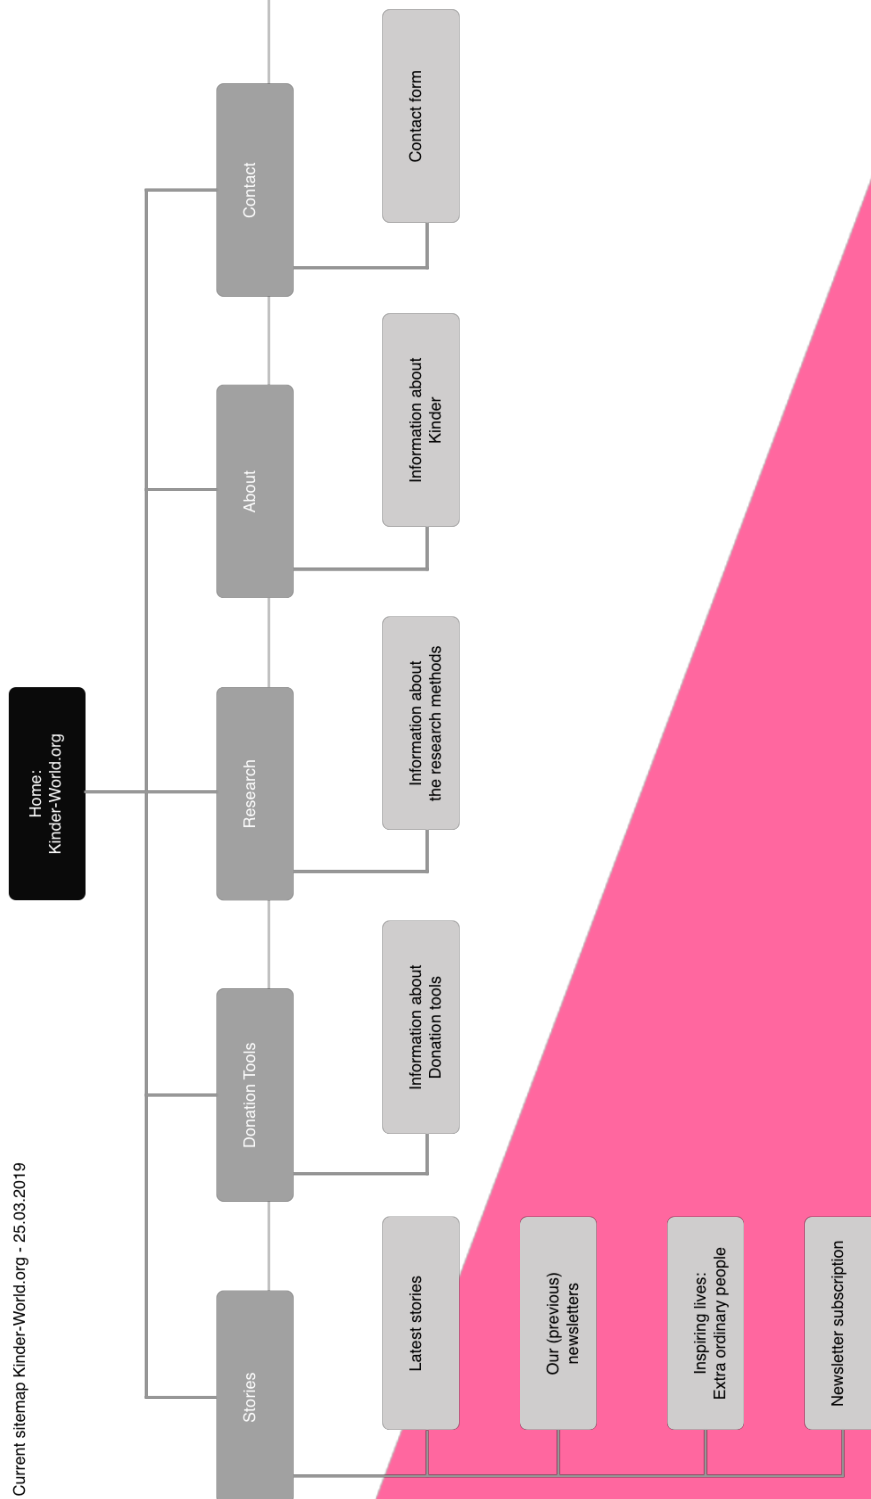 Current sitemap Kinder-World.org - 25.03.2019
Home:
Kinder-World.org
Stories
Donation Tools
Research
About
Contact
Latest stories
Our (previous)
newsletters
Inspiring lives:
Extra ordinary people
Newsletter subscription
Information about
Donation tools
Information about
the research methods
Information about
Kinder
Contact form